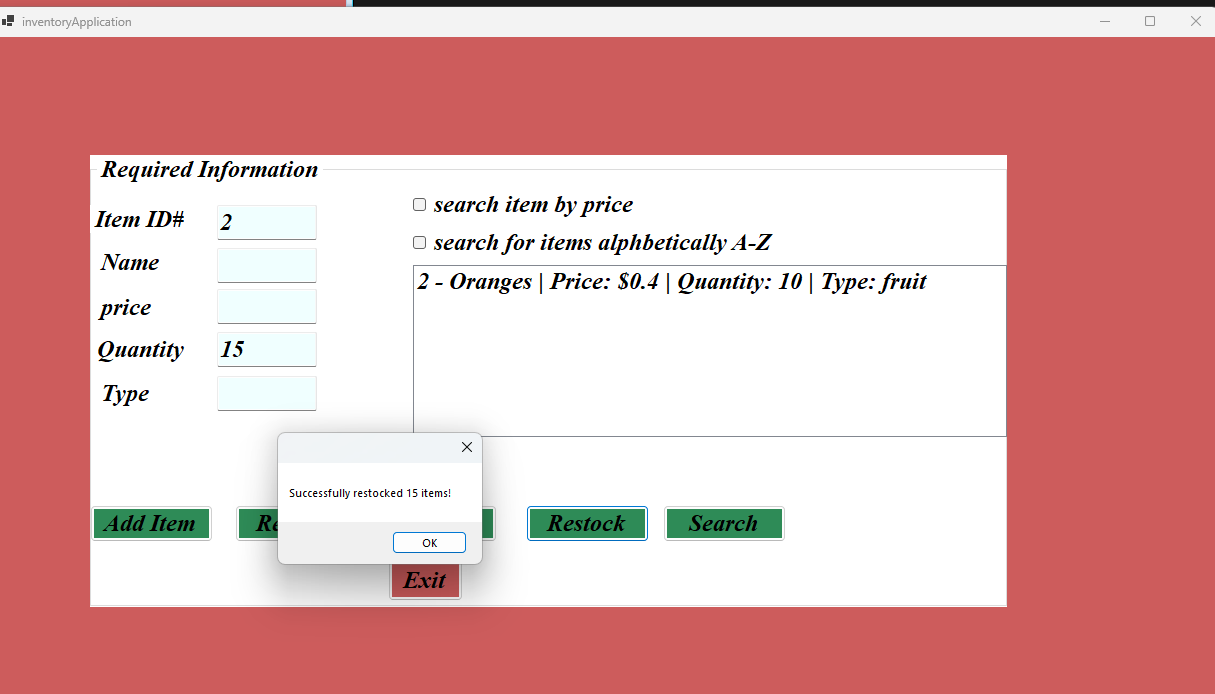 inventoryApplication
Required Information
Item ID# 2
Name
price
Quantity 15
Type
search item by price
search for items alphbetically A-Z
2 - Oranges | Price: $0.4 | Quantity: 10 | Type: fruit
Successfully restocked 15 items!
OK
Add Item
Restock
Search
Exit